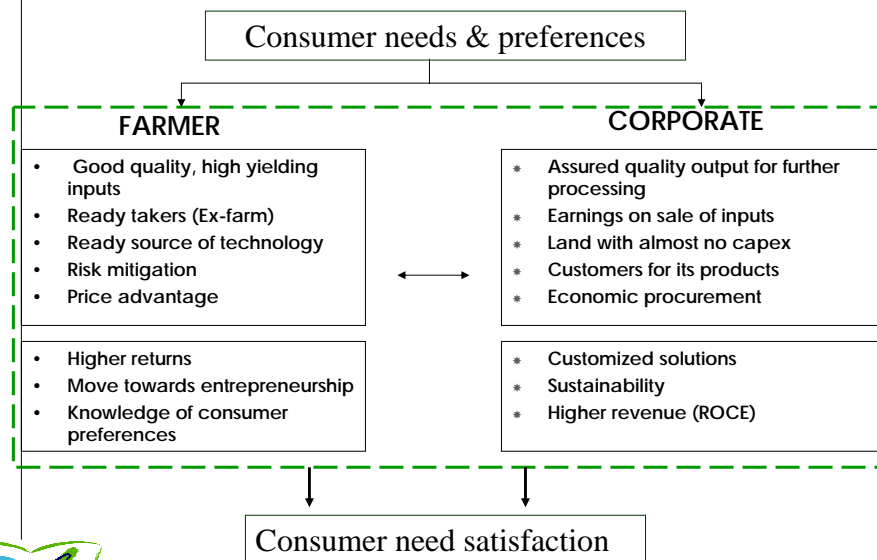 Consumer needs & preferences
FARMER
• Good quality, high yielding
inputs
• Ready takers (Ex-farm)
• Ready source of technology
• Risk mitigation
• Price advantage
• Higher returns
• Move towards entrepreneurship
• Knowledge of consumer
preferences
CORPORATE
* Assured quality output for further
processing
* Earnings on sale of inputs
* Land with almost no capex
* Customers for its products
* Economic procurement
* Customized solutions
* Sustainability
* Higher revenue (ROCE)
Consumer need satisfaction